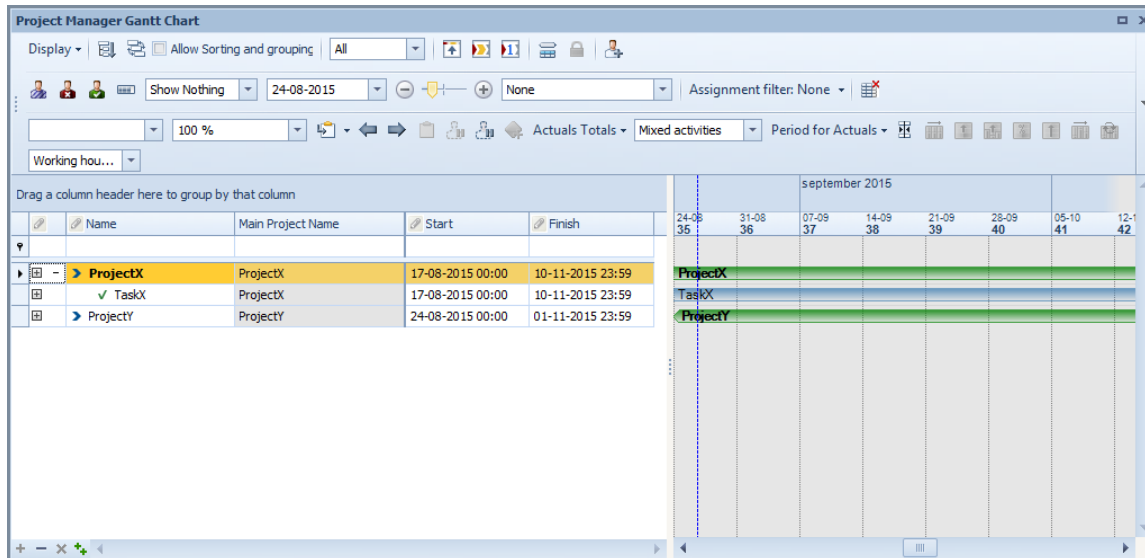 Project Manager Gantt Chart
Display Allow Sorting and grouping All
Show Nothing 24-08-2015 None Assignment filter: None
100 % Actuals Totals Mixed activities Period for Actuals
Working hou...
Drag a column header here to group by that column
september 2015
Name Main Project Name Start Finish
24-08 31-08 07-09 14-09 21-09 28-09 05-10 12-1
35 36 37 38 39 40 41 42
ProjectX ProjectX 17-08-2015 00:00 10-11-2015 23:59 ProjectX
TaskX ProjectX 17-08-2015 00:00 10-11-2015 23:59 TaskX
ProjectY ProjectY 24-08-2015 00:00 01-11-2015 23:59 ProjectY